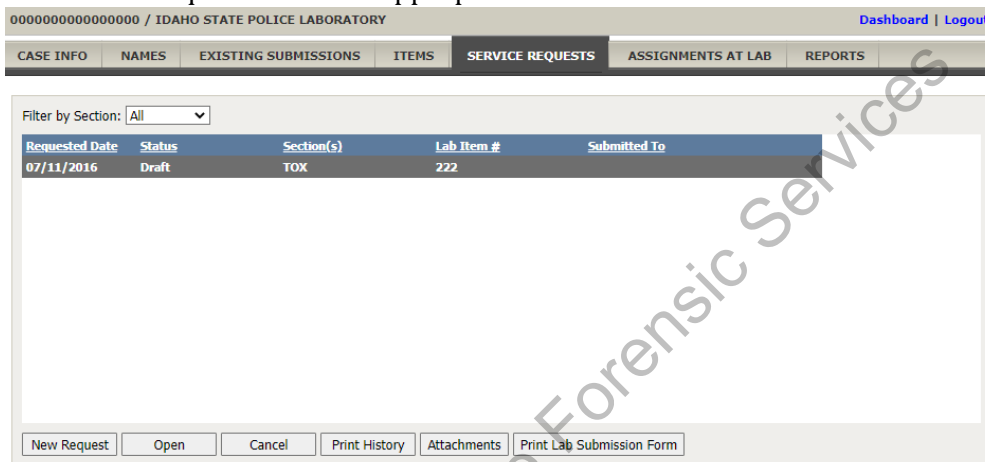 0000000000000000 / IDAHO STATE POLICE LABORATORY Dashboard | Logout
CASE INFO NAMES EXISTING SUBMISSIONS ITEMS SERVICE REQUESTS ASSIGNMENTS AT LAB REPORTS
Filter by Section: All
Requested Date Status Section(s) Lab Item # Submitted To
07/11/2016 Draft TOX 222
New Request Open Cancel Print History Attachments Print Lab Submission Form
Forensic Services